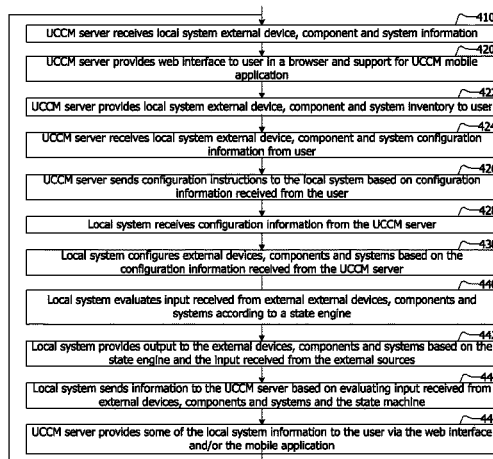 410
UCCM server receives local system external device, component and system information
420
UCCM server provides web interface to user in a browser and support for UCCM mobile
application
422
UCCM server provides local system external device, component and system inventory to user
424
UCCM server receives local system external device, component and system configuration
information from user
426
UCCM server sends configuration instructions to the local system based on configuration
information received from the user
428
Local system receives configuration information from the UCCM server
430
Local system configures external devices, components and systems based on the
configuration information received from the UCCM server
440
Local system evaluates input received from external external devices, components and
systems according to a state engine
Local system provides output to the external devices, components and systems based on the
state engine and the input received from the external sources
Local system sends information to the UCCM server based on evaluating input received from
external devices, components and systems and the state machine
UCCM server provides some of the local system information to the user via the web interface
and/or the mobile application